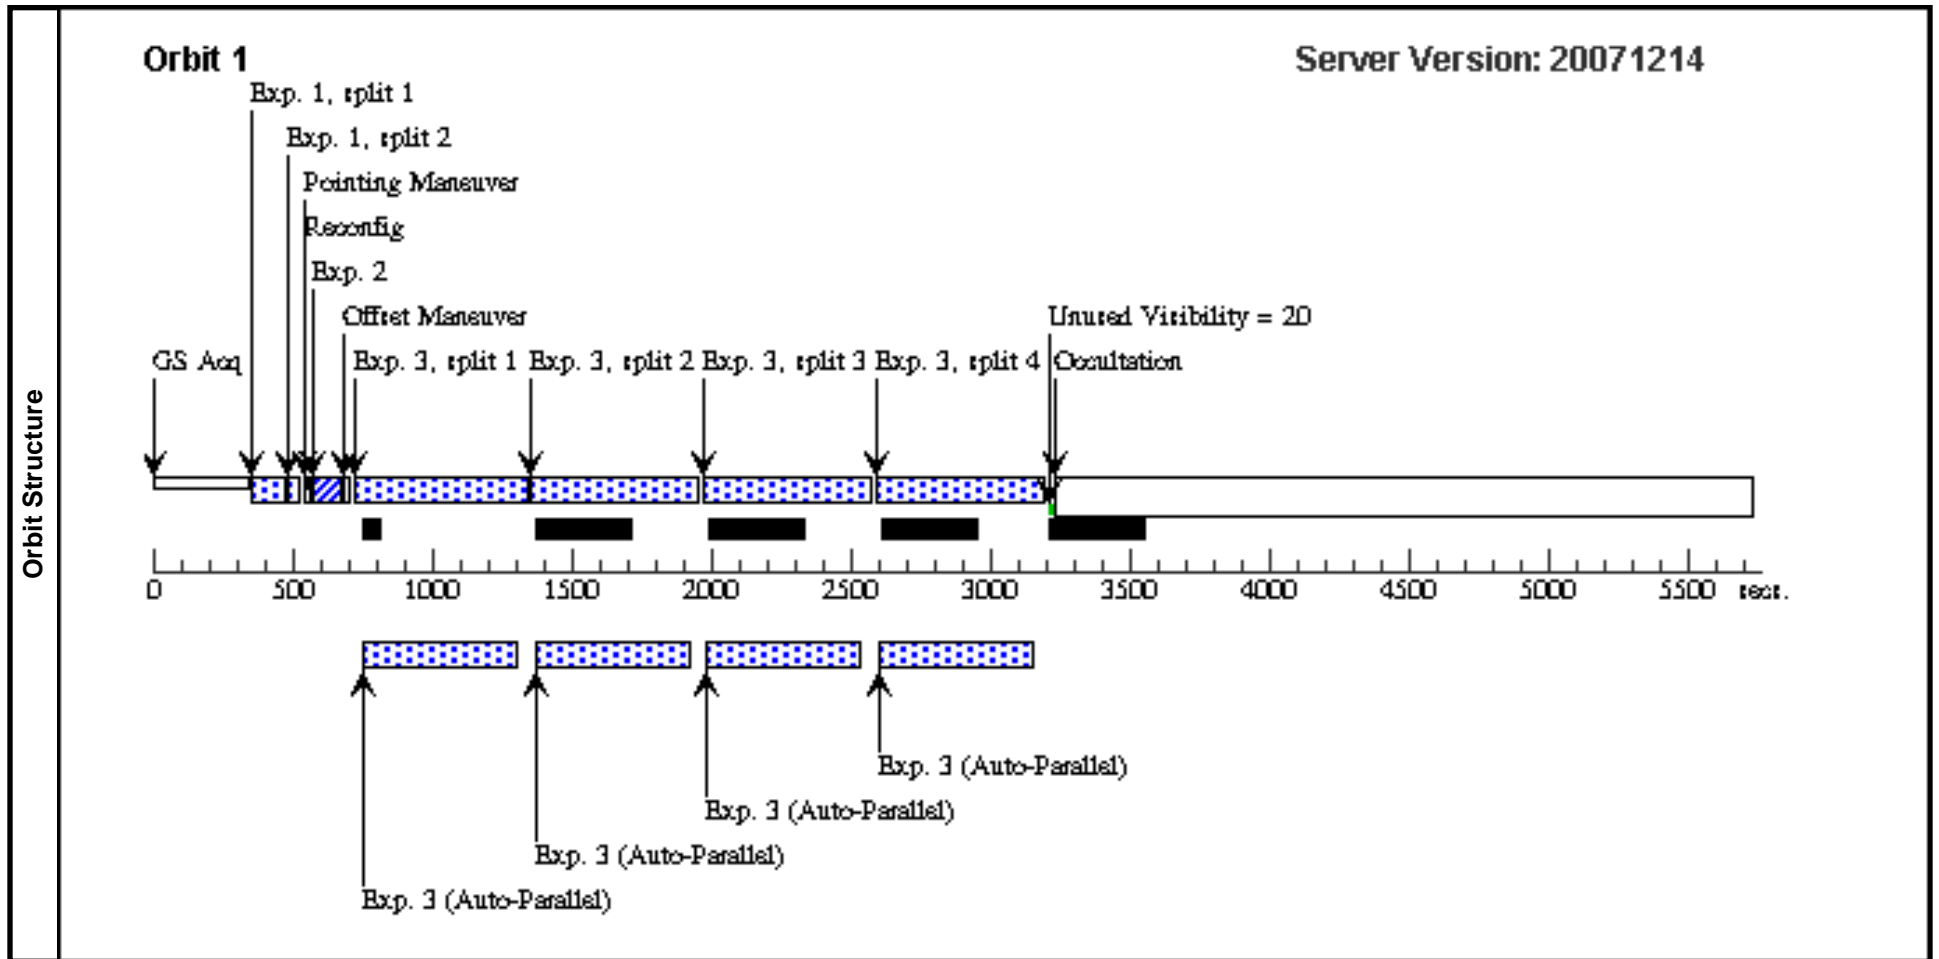 Orbit 1
Server Version: 20071214
Exp. 1, split 1
Exp. 1, split 2
Pointing Maneuver
Reconfig
Exp. 2
Offset Maneuver
Unused Visibility = 20
GS Acq
Exp. 3, split 1
Exp. 3, split 2
Exp. 3, split 3
Exp. 3, split 4
Occultation
Orbit Structure
0 500 1000 1500 2000 2500 3000 3500 4000 4500 5000 5500 secs.
Exp. 3 (Auto-Parallel)
Exp. 3 (Auto-Parallel)
Exp. 3 (Auto-Parallel)
Exp. 3 (Auto-Parallel)